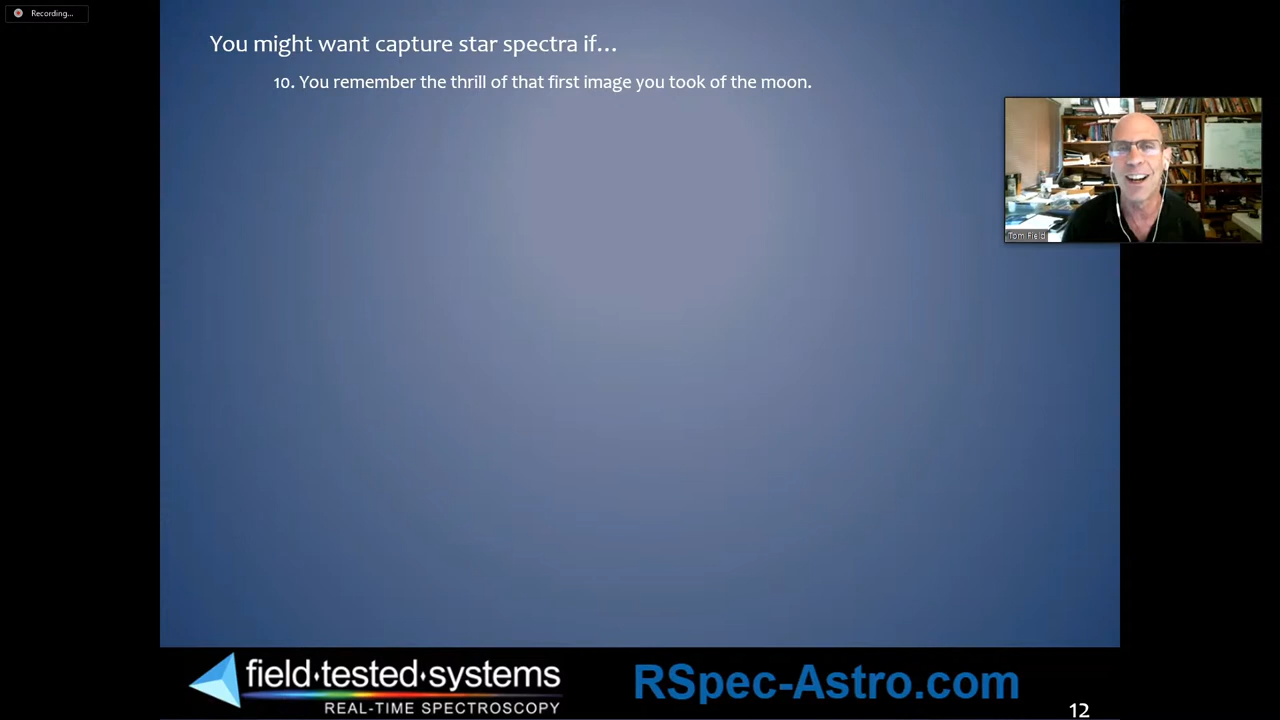 Recording...
You might want capture star spectra if...
10. You remember the thrill of that first image you took of the moon.
Tom Field
field·tested·systems
REAL-TIME SPECTROSCOPY
RSpec-Astro.com
12